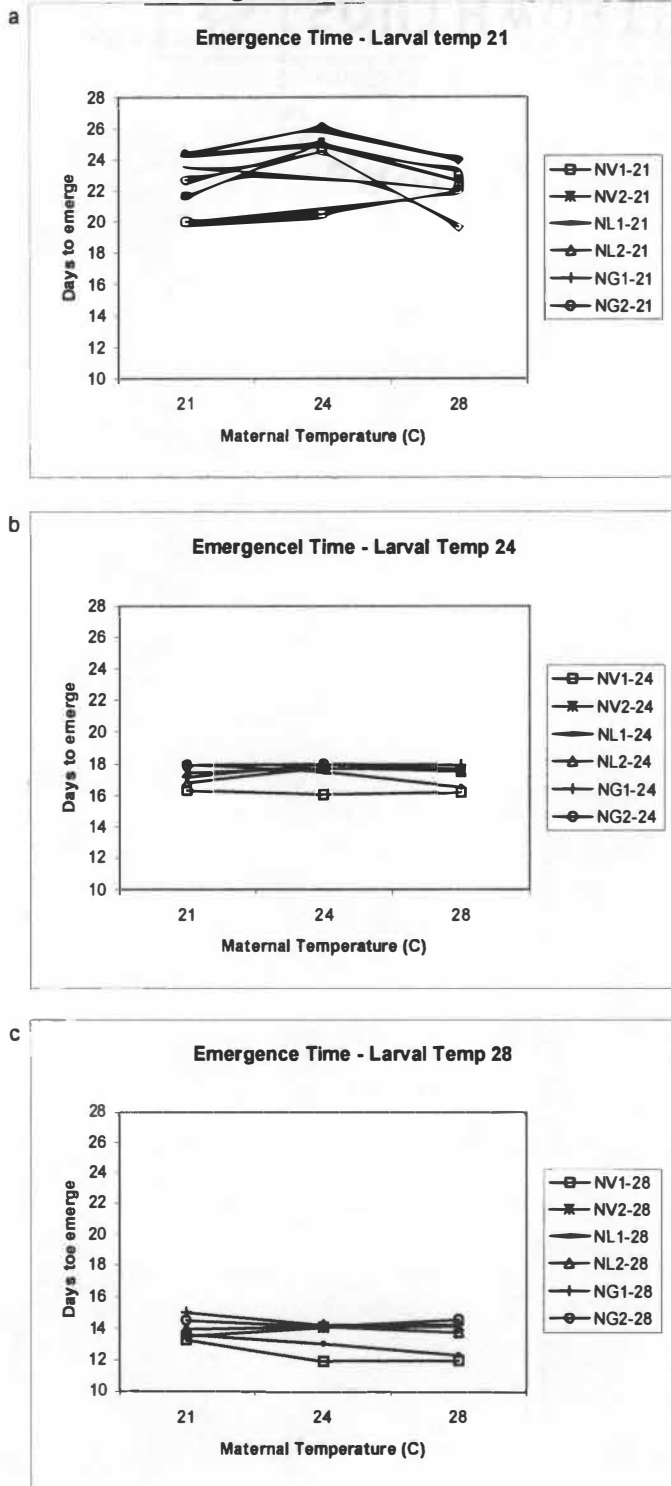 a
Emergence Time - Larval temp 21
28
26
24
22
20
18
16
14
12
10
Days to emerge
21 24 28
Maternal Temperature (C)
NV1-21
NV2-21
NL1-21
NL2-21
NG1-21
NG2-21
b
Emergencel Time - Larval Temp 24
28
26
24
22
20
18
16
14
12
10
Days to emerge
21 24 28
Maternal Temperature (C)
NV1-24
NV2-24
NL1-24
NL2-24
NG1-24
NG2-24
c
Emergence Time - Larval Temp 28
28
26
24
22
20
18
16
14
12
10
Days toe emerge
21 24 28
Maternal Temperature (C)
NV1-28
NV2-28
NL1-28
NL2-28
NG1-28
NG2-28